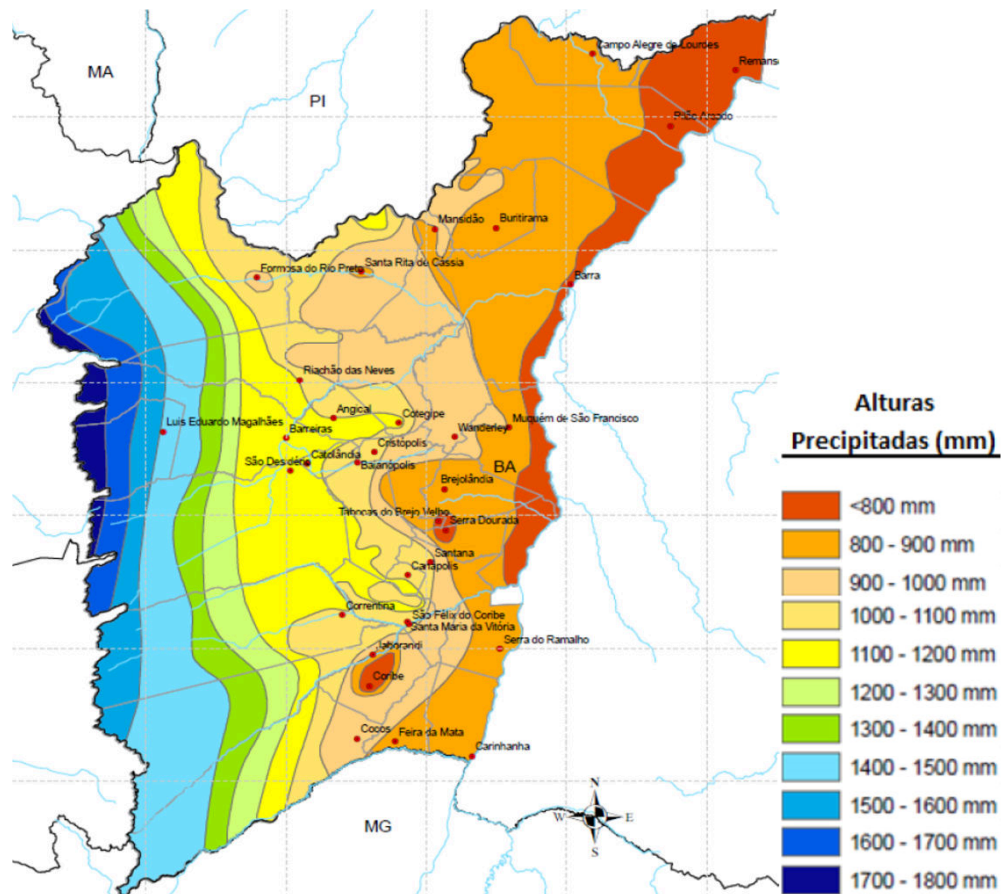 Campo Alegre de Lourdes
MA
Remanso
PI
Pilão Arcado
Mansidão
Buritirama
Formosa do Rio Preto
Santa Rita de Cássia
Barra
Riachão das Neves
Angical
Cotegipe
Luis Eduardo Magalhães
Barreiras
Wanderley
Muquém de São Francisco
Cristópolis
São Desidério
Catolândia
Baianópolis
BA
Brejolândia
Tabocas do Brejo Velho
Serra Dourada
Santana
Canápolis
Correntina
São Félix do Coribe
Santa Maria da Vitória
Serra do Ramalho
Jaborandi
Coribe
Cocos
Feira da Mata
Carinhanha
MG
N
W
E
S
Alturas
Precipitadas (mm)
<800 mm
800 - 900 mm
900 - 1000 mm
1000 - 1100 mm
1100 - 1200 mm
1200 - 1300 mm
1300 - 1400 mm
1400 - 1500 mm
1500 - 1600 mm
1600 - 1700 mm
1700 - 1800 mm